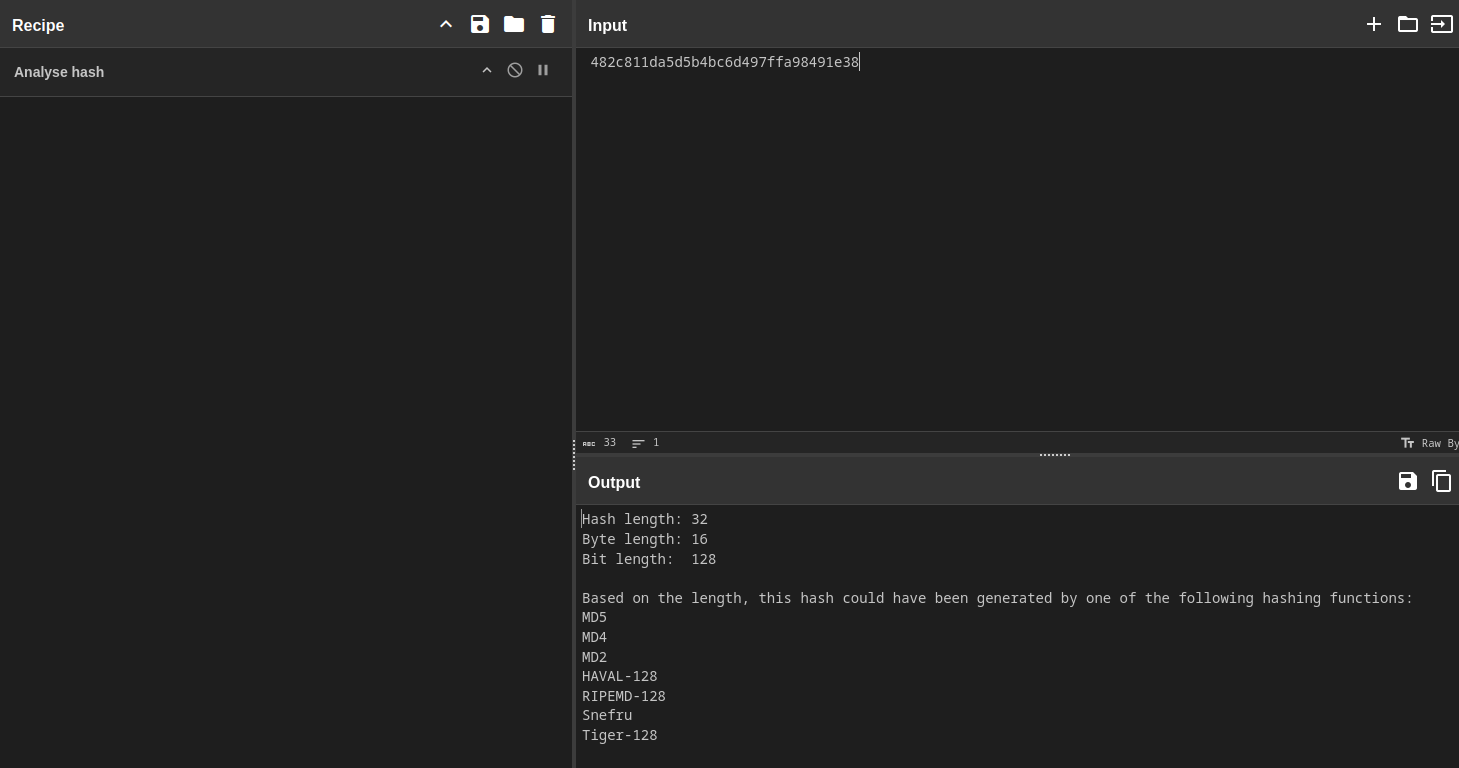 Recipe
Analyse hash
Input
482c811da5d5b4bc6d497ffa98491e38
ABC 33 1
Raw By
Output
Hash length: 32
Byte length: 16
Bit length:  128
Based on the length, this hash could have been generated by one of the following hashing functions:
MD5
MD4
MD2
HAVAL-128
RIPEMD-128
Snefru
Tiger-128